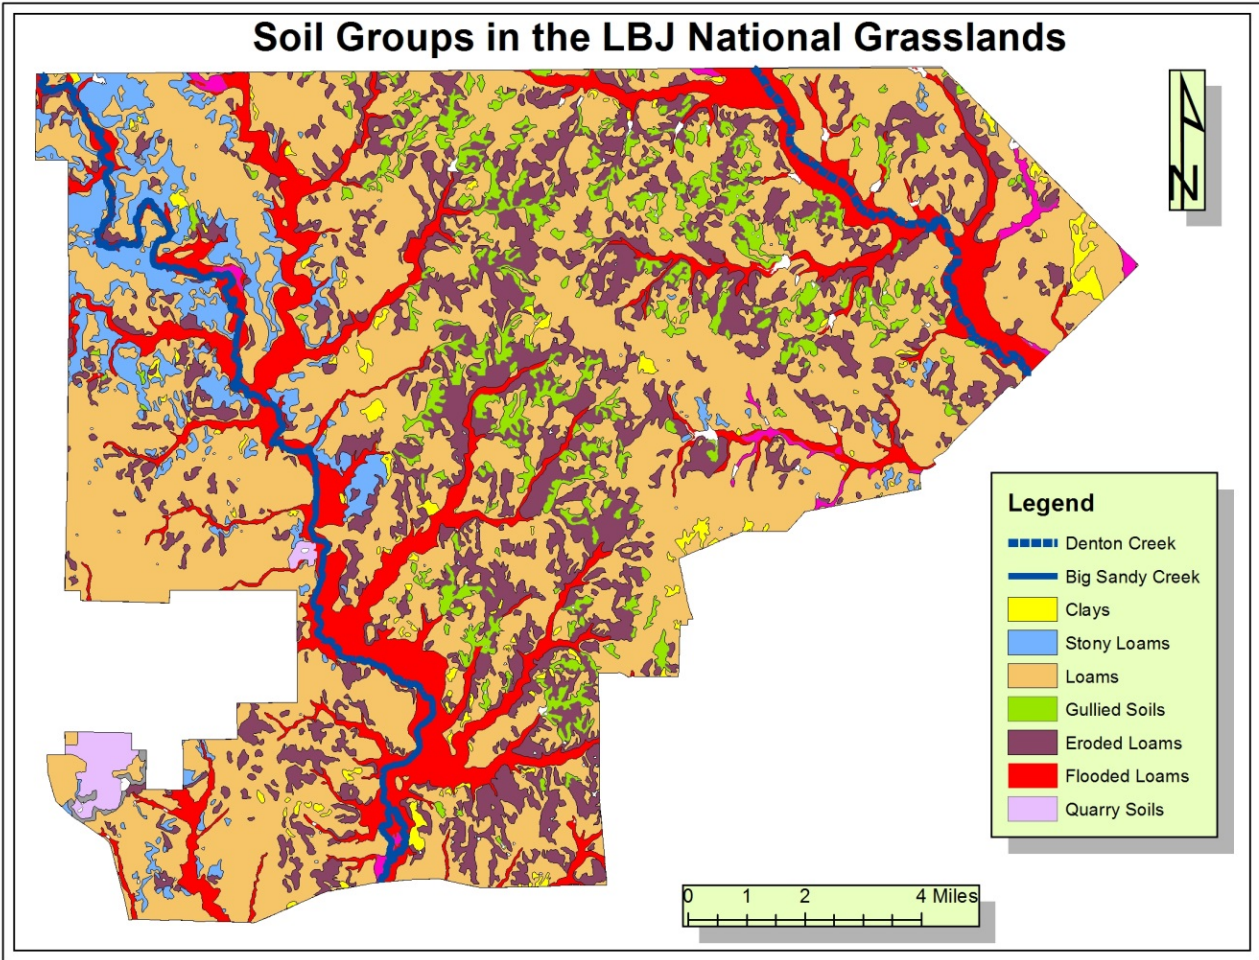 Soil Groups in the LBJ National Grasslands
N
Legend
Denton Creek
Big Sandy Creek
Clays
Stony Loams
Loams
Gullied Soils
Eroded Loams
Flooded Loams
Quarry Soils
0 1 2 4 Miles